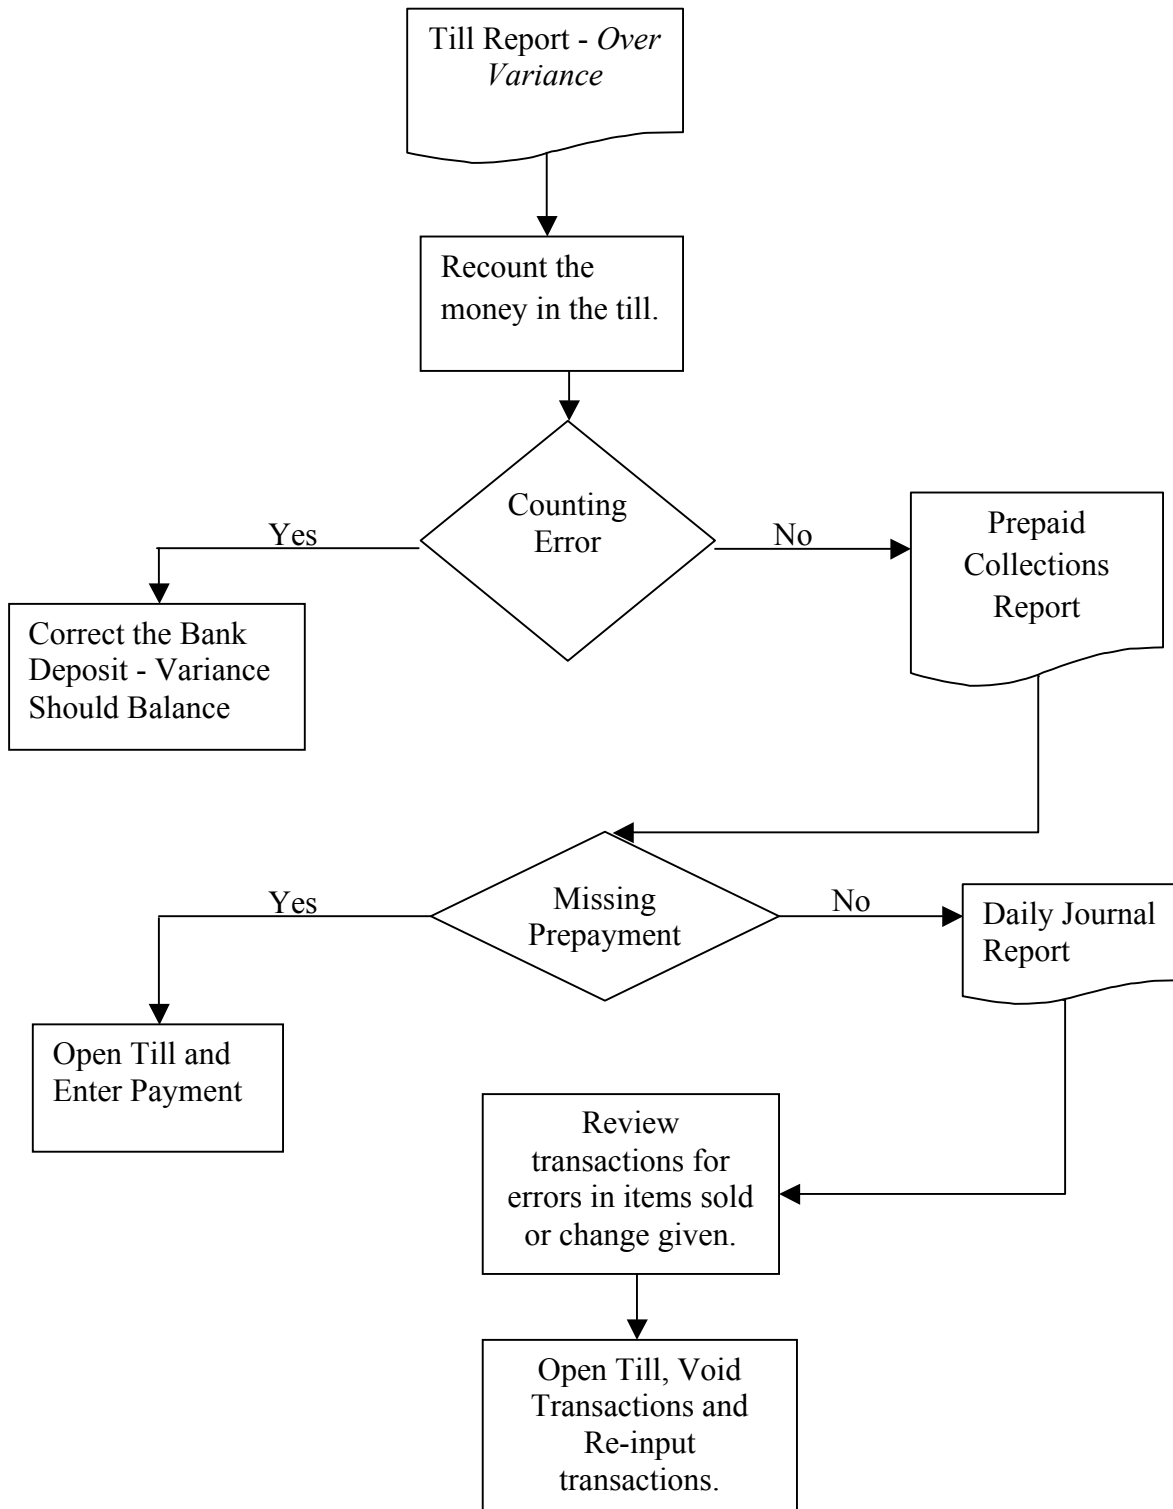 Till Report - Over
Variance
Recount the
money in the till.
Counting
Error
Yes
No
Prepaid
Collections
Report
Correct the Bank
Deposit - Variance
Should Balance
Missing
Prepayment
Yes
No
Daily Journal
Report
Open Till and
Enter Payment
Review
transactions for
errors in items sold
or change given.
Open Till, Void
Transactions and
Re-input
transactions.